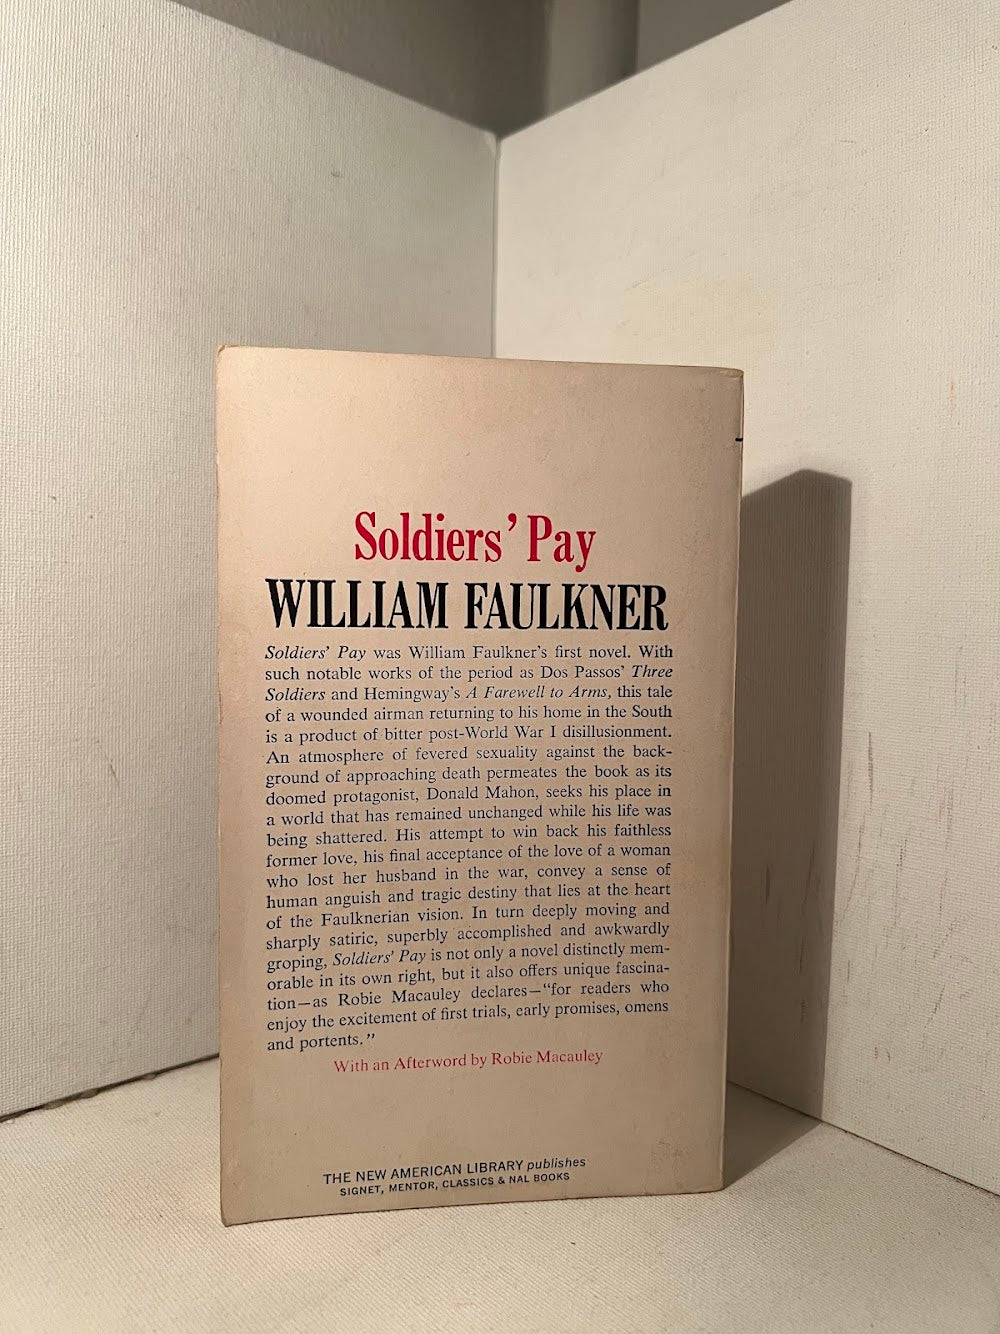 Soldiers’ Pay
WILLIAM FAULKNER
Soldiers’ Pay was William Faulkner’s first novel. With
such notable works of the period as Dos Passos’ Three
Soldiers and Hemingway’s A Farewell to Arms, this tale
of a wounded airman returning to his home in the South
is a product of bitter post-World War I disillusionment.
An atmosphere of fevered sexuality against the back-
ground of approaching death permeates the book as its
doomed protagonist, Donald Mahon, seeks his place in
a world that has remained unchanged while his life was
being shattered. His attempt to win back his faithless
former love, his final acceptance of the love of a woman
who lost her husband in the war, convey a sense of
human anguish and tragic destiny that lies at the heart
of the Faulknerian vision. In turn deeply moving and
sharply satiric, superbly accomplished and awkwardly
groping, Soldiers’ Pay is not only a novel distinctly mem-
orable in its own right, but it also offers unique fascina-
tion—as Robie Macauley declares—“for readers who
enjoy the excitement of first trials, early promises, omens
and portents.”
With an Afterword by Robie Macauley
THE NEW AMERICAN LIBRARY publishes
SIGNET, MENTOR, CLASSICS & NAL BOOKS